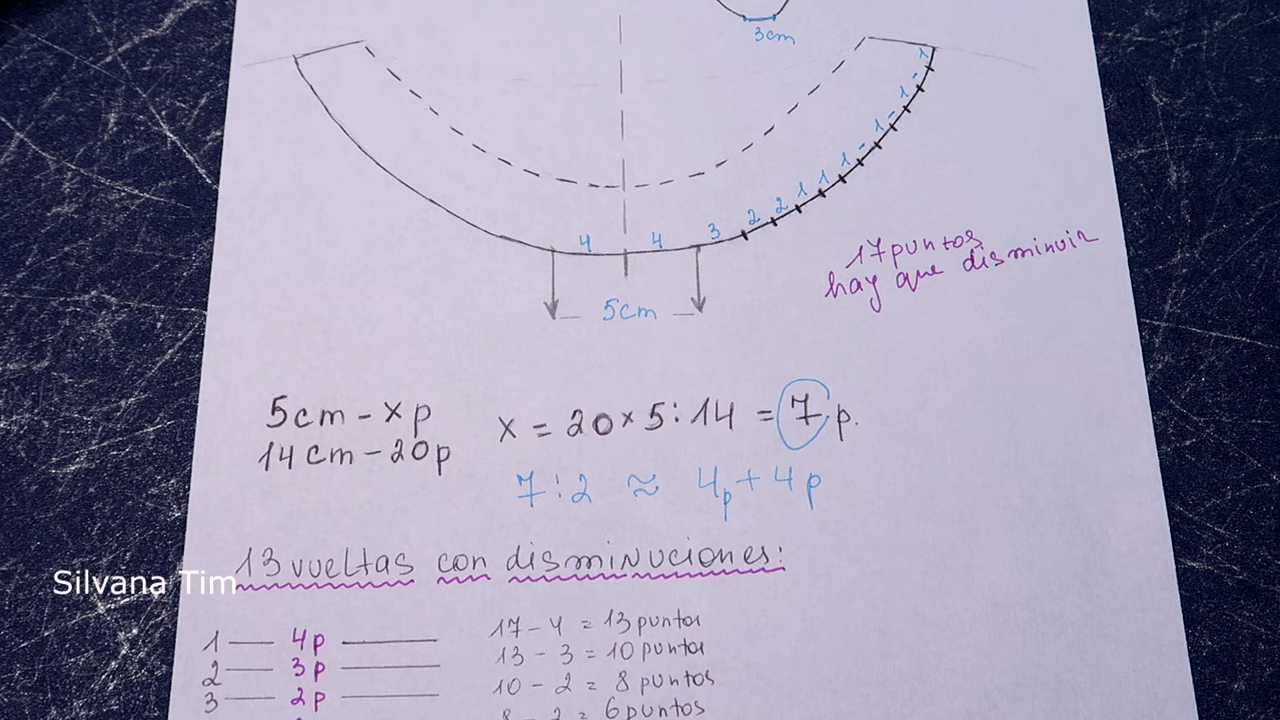 3cm
1
1 -
1 -
1 -
1
1
2
2
3
4
4
5cm
17 puntos
hay que disminuir
5cm - x p
14cm - 20p
x = 20 x 5 : 14 = 7 p.
7 : 2 ≈ 4p + 4p
13 vueltas con disminuciones:
Silvana Tim
1 — 4p —
17 - 4 = 13 puntos
2 — 3p —
13 - 3 = 10 puntos
3 — 2p —
10 - 2 = 8 puntos
8 - 2 = 6 puntos